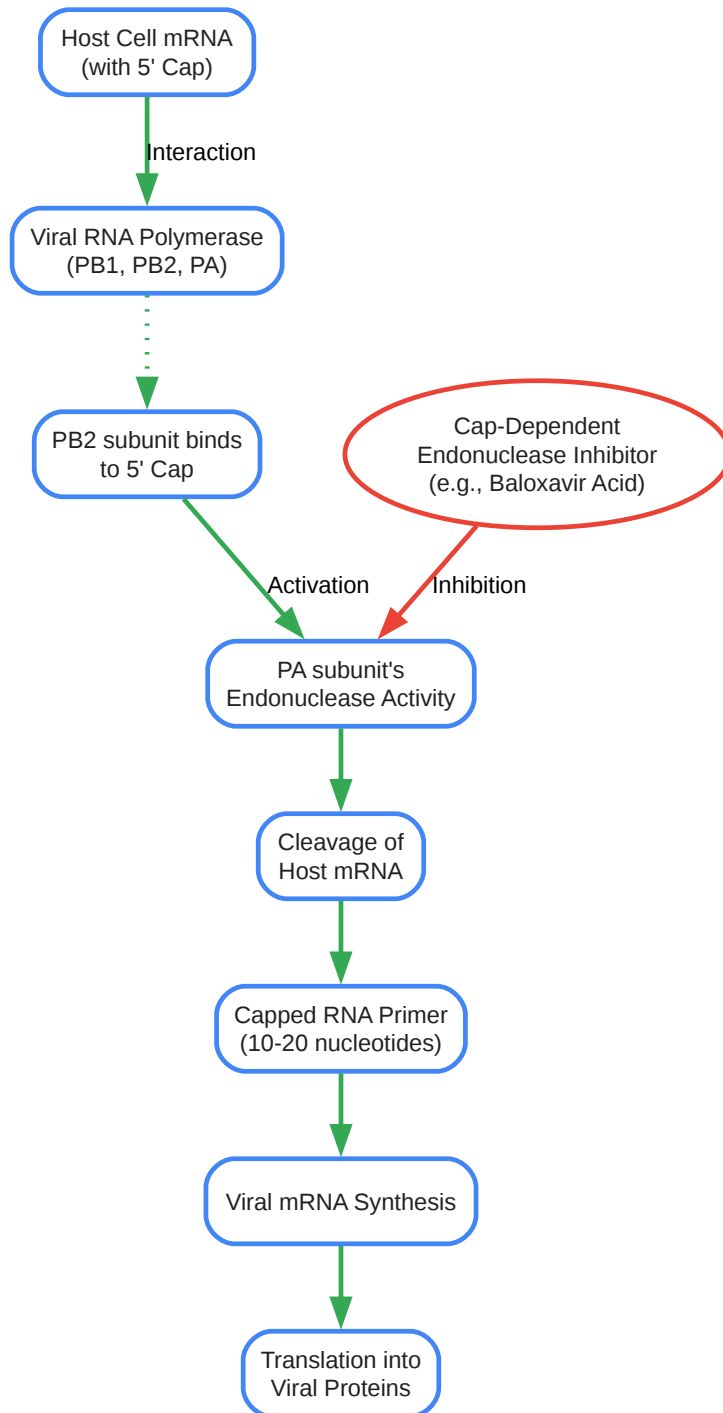 Host Cell mRNA
(with 5' Cap)
Interaction
Viral RNA Polymerase
(PB1, PB2, PA)
PB2 subunit binds
to 5' Cap
Cap-Dependent
Endonuclease Inhibitor
(e.g., Baloxavir Acid)
Activation
Inhibition
PA subunit's
Endonuclease Activity
Cleavage of
Host mRNA
Capped RNA Primer
(10-20 nucleotides)
Viral mRNA Synthesis
Translation into
Viral Proteins